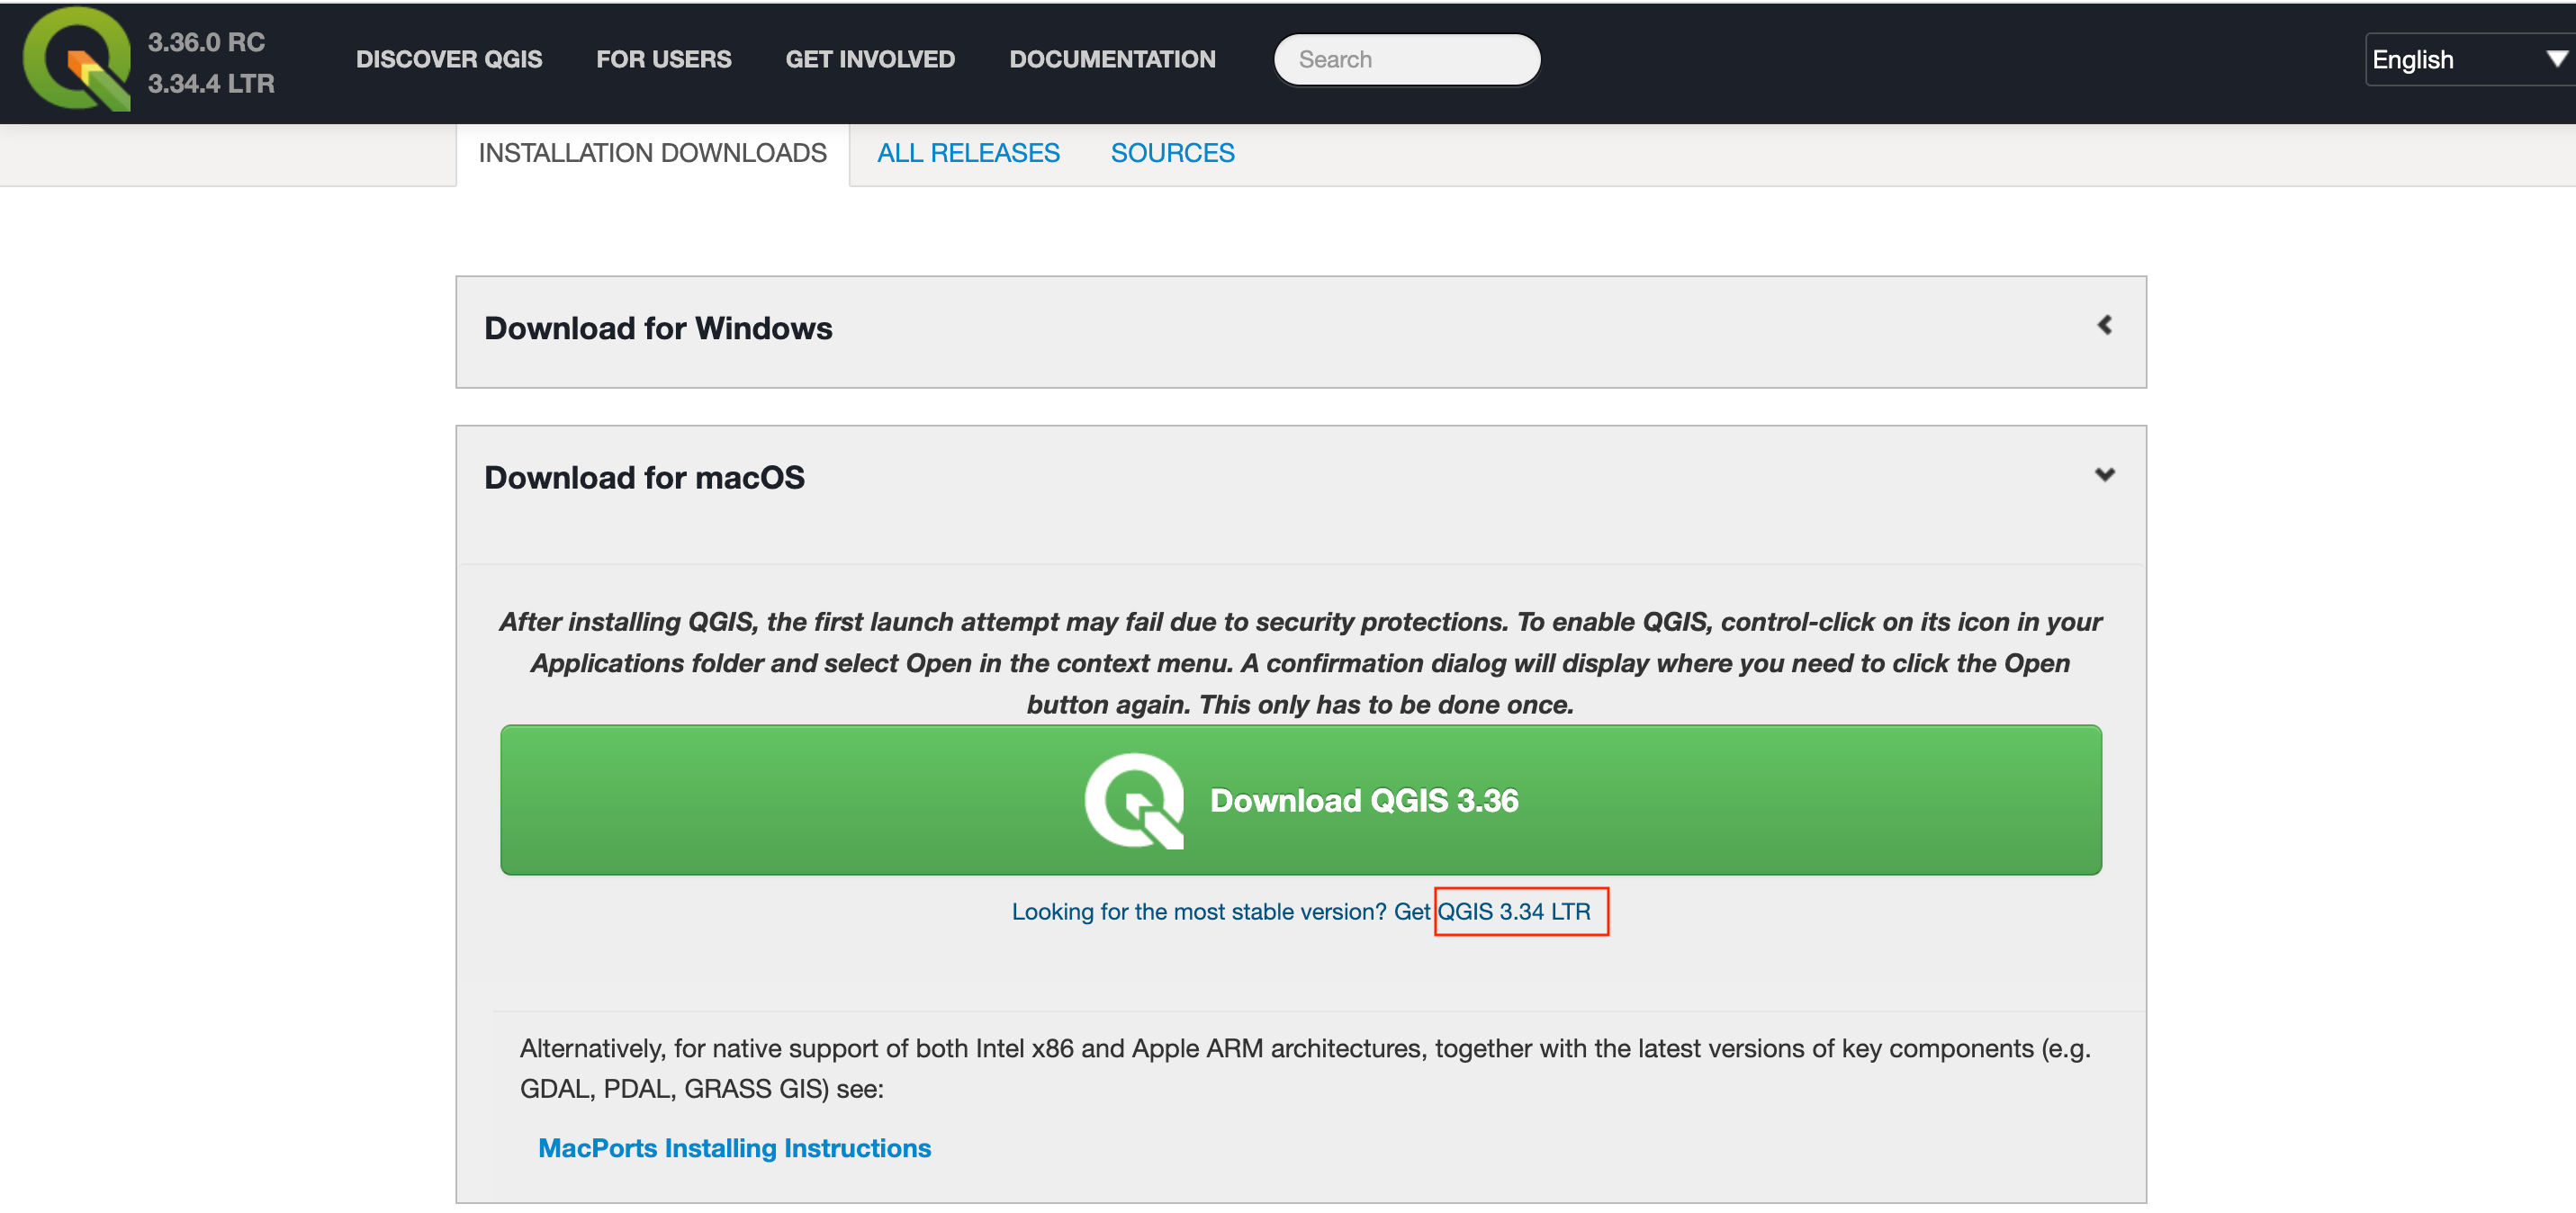 3.36.0 RC
3.34.4 LTR
DISCOVER QGIS
FOR USERS
GET INVOLVED
DOCUMENTATION
Search
English
INSTALLATION DOWNLOADS
ALL RELEASES
SOURCES
Download for Windows
Download for macOS
After installing QGIS, the first launch attempt may fail due to security protections. To enable QGIS, control-click on its icon in your
Applications folder and select Open in the context menu. A confirmation dialog will display where you need to click the Open
button again. This only has to be done once.
Download QGIS 3.36
Looking for the most stable version? Get QGIS 3.34 LTR
Alternatively, for native support of both Intel x86 and Apple ARM architectures, together with the latest versions of key components (e.g.
GDAL, PDAL, GRASS GIS) see:
MacPorts Installing Instructions